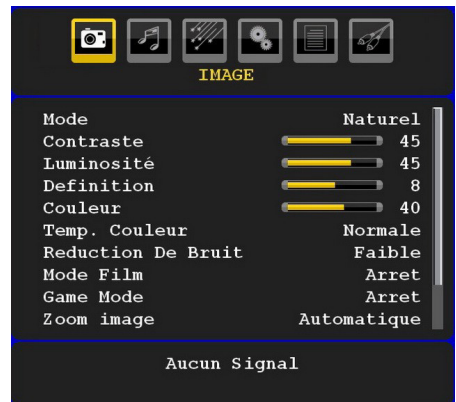 IMAGE
Mode Naturel
Contraste 45
Luminosité 45
Definition 8
Couleur 40
Temp. Couleur Normale
Reduction De Bruit Faible
Mode Film Arret
Game Mode Arret
Zoom image Automatique
Aucun Signal